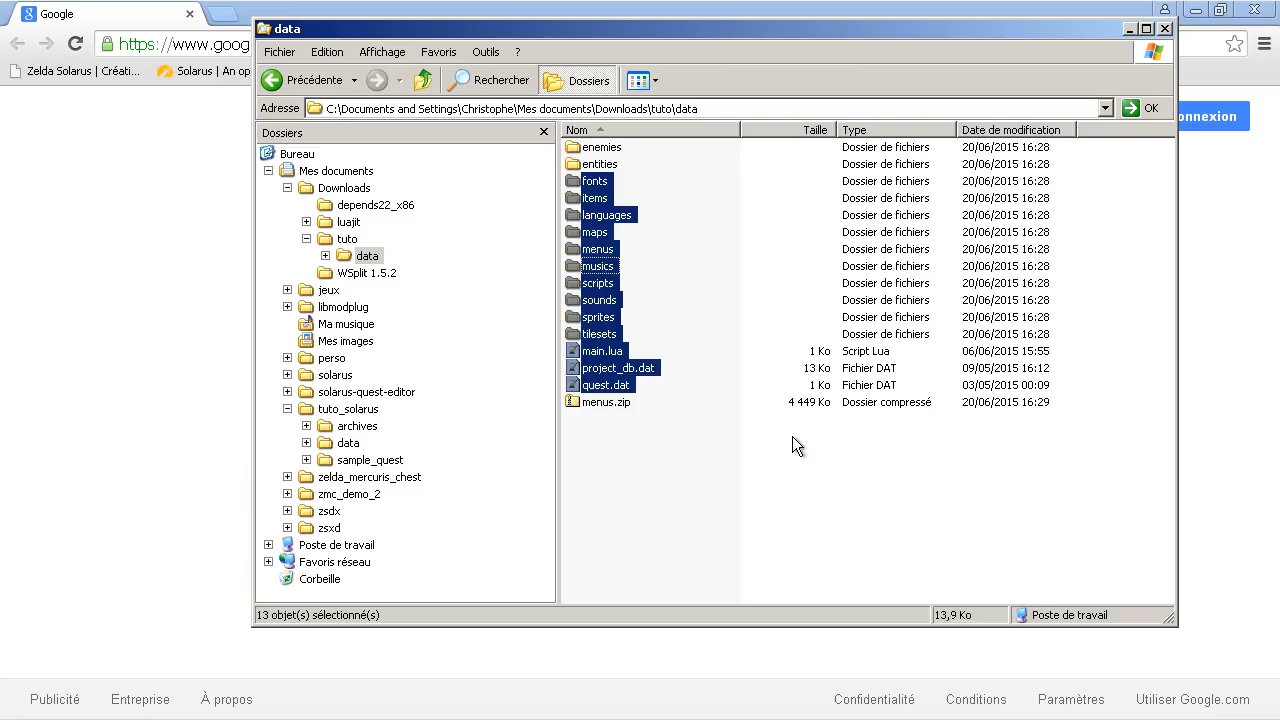 Google
data
https://www.goog
Fichier Edition Affichage Favoris Outils ?
Zelda Solarus | Créati... Solarus | An op
Précédente Rechercher Dossiers
Adresse C:\Documents and Settings\Christophe\Mes documents\Downloads\tuto\data OK
onnexion
Dossiers
Bureau
Mes documents
Downloads
depends22_x86
luajit
tuto
data
WSplit 1.5.2
jeux
libmodplug
Ma musique
Mes images
perso
solarus
solarus-quest-editor
tuto_solarus
archives
data
sample_quest
zelda_mercuris_chest
zmc_demo_2
zsdx
zsxd
Poste de travail
Favoris réseau
Corbeille
Nom Taille Type Date de modification
enemies Dossier de fichiers 20/06/2015 16:28
entities Dossier de fichiers 20/06/2015 16:28
fonts Dossier de fichiers 20/06/2015 16:28
items Dossier de fichiers 20/06/2015 16:28
languages Dossier de fichiers 20/06/2015 16:28
maps Dossier de fichiers 20/06/2015 16:28
menus Dossier de fichiers 20/06/2015 16:28
musics Dossier de fichiers 20/06/2015 16:28
scripts Dossier de fichiers 20/06/2015 16:28
sounds Dossier de fichiers 20/06/2015 16:28
sprites Dossier de fichiers 20/06/2015 16:28
tilesets Dossier de fichiers 20/06/2015 16:28
main.lua 1 Ko Script Lua 06/06/2015 15:55
project_db.dat 13 Ko Fichier DAT 09/05/2015 16:12
quest.dat 1 Ko Fichier DAT 03/05/2015 00:09
menus.zip 4 449 Ko Dossier compressé 20/06/2015 16:29
13 objet(s) sélectionné(s) 13,9 Ko Poste de travail
Publicité Entreprise À propos Confidentialité Conditions Paramètres Utiliser Google.com